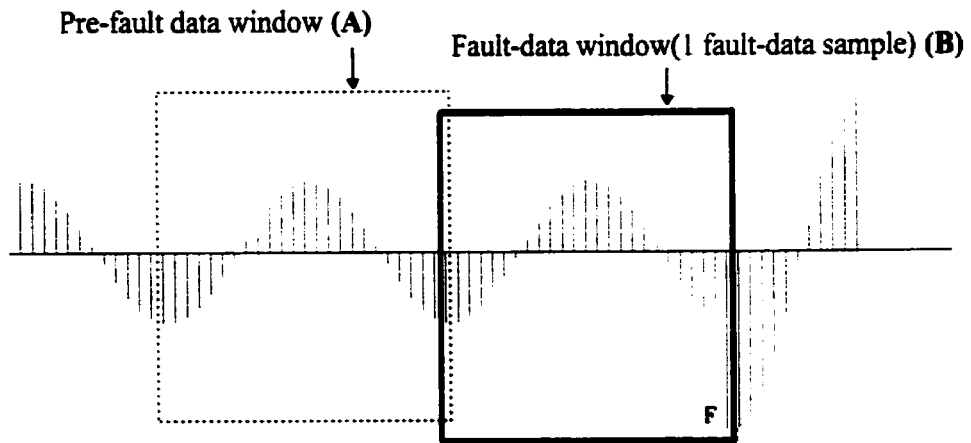 Pre-fault data window (A)
Fault-data window(1 fault-data sample) (B)
F